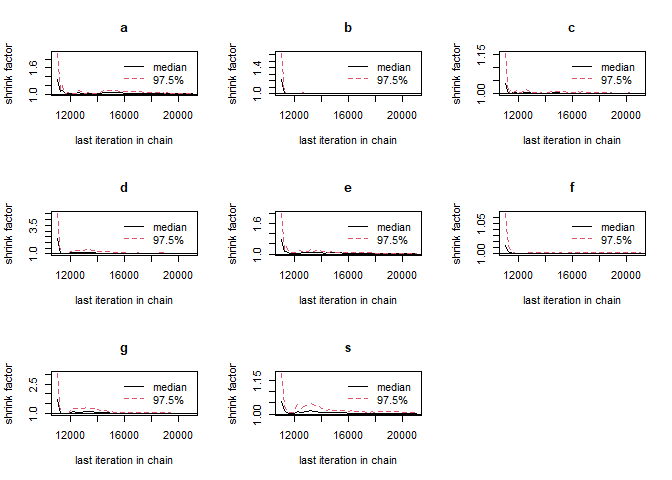 a
shrink factor
1.0 1.6
median
97.5%
12000 16000 20000
last iteration in chain
b
shrink factor
1.0 1.4
median
97.5%
12000 16000 20000
last iteration in chain
c
shrink factor
1.00 1.15
median
97.5%
12000 16000 20000
last iteration in chain
d
shrink factor
1.0 3.5
median
97.5%
12000 16000 20000
last iteration in chain
e
shrink factor
1.0 1.6
median
97.5%
12000 16000 20000
last iteration in chain
f
shrink factor
1.00 1.05
median
97.5%
12000 16000 20000
last iteration in chain
g
shrink factor
1.0 2.5
median
97.5%
12000 16000 20000
last iteration in chain
s
shrink factor
1.00 1.15
median
97.5%
12000 16000 20000
last iteration in chain